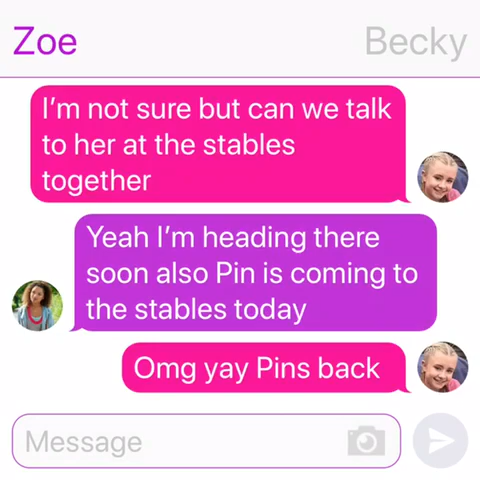 Zoe
Becky
I'm not sure but can we talk
to her at the stables
together
Yeah I'm heading there
soon also Pin is coming to
the stables today
Omg yay Pins back
Message